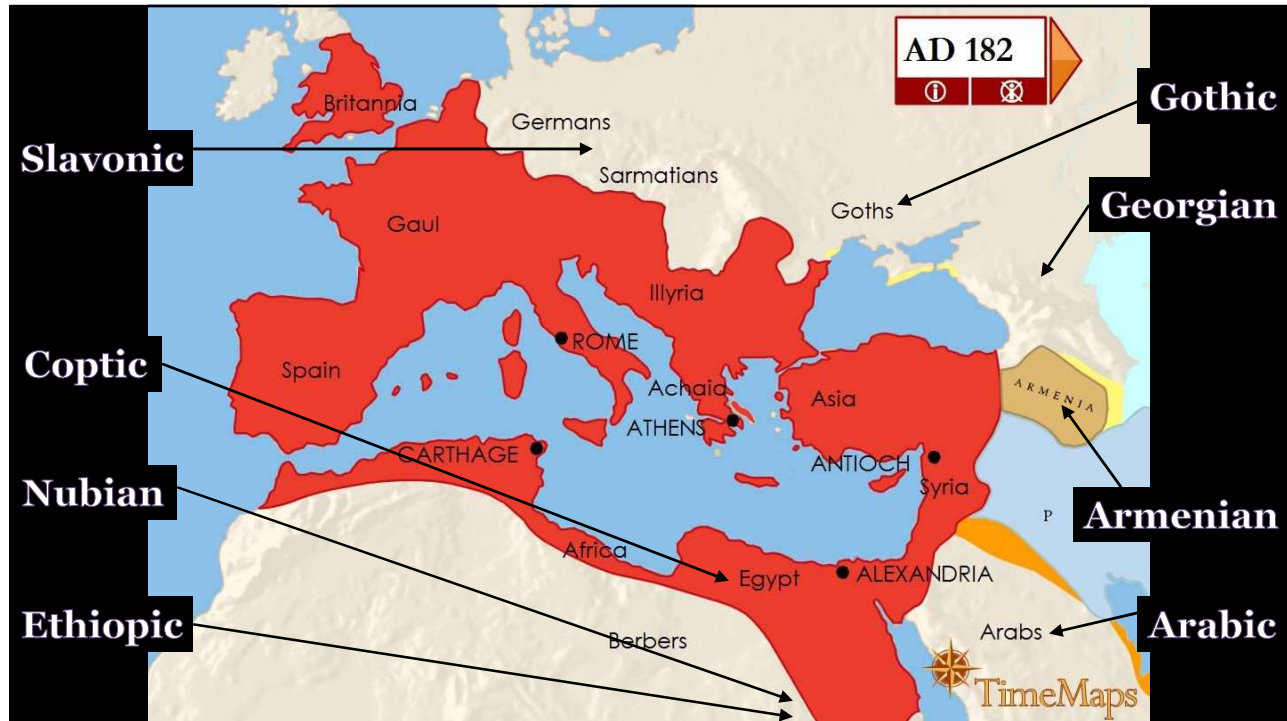 AD 182
Gothic
Britannia
Germans
Slavonic
Sarmatians
Goths
Georgian
Gaul
Illyria
ROME
Coptic
Spain
Achaia
Asia
ARMENIA
ATHENS
CARTHAGE
ANTIOCH
Syria
Nubian
P
Armenian
Africa
Egypt
ALEXANDRIA
Ethiopic
Berbers
Arabs
Arabic
TimeMaps